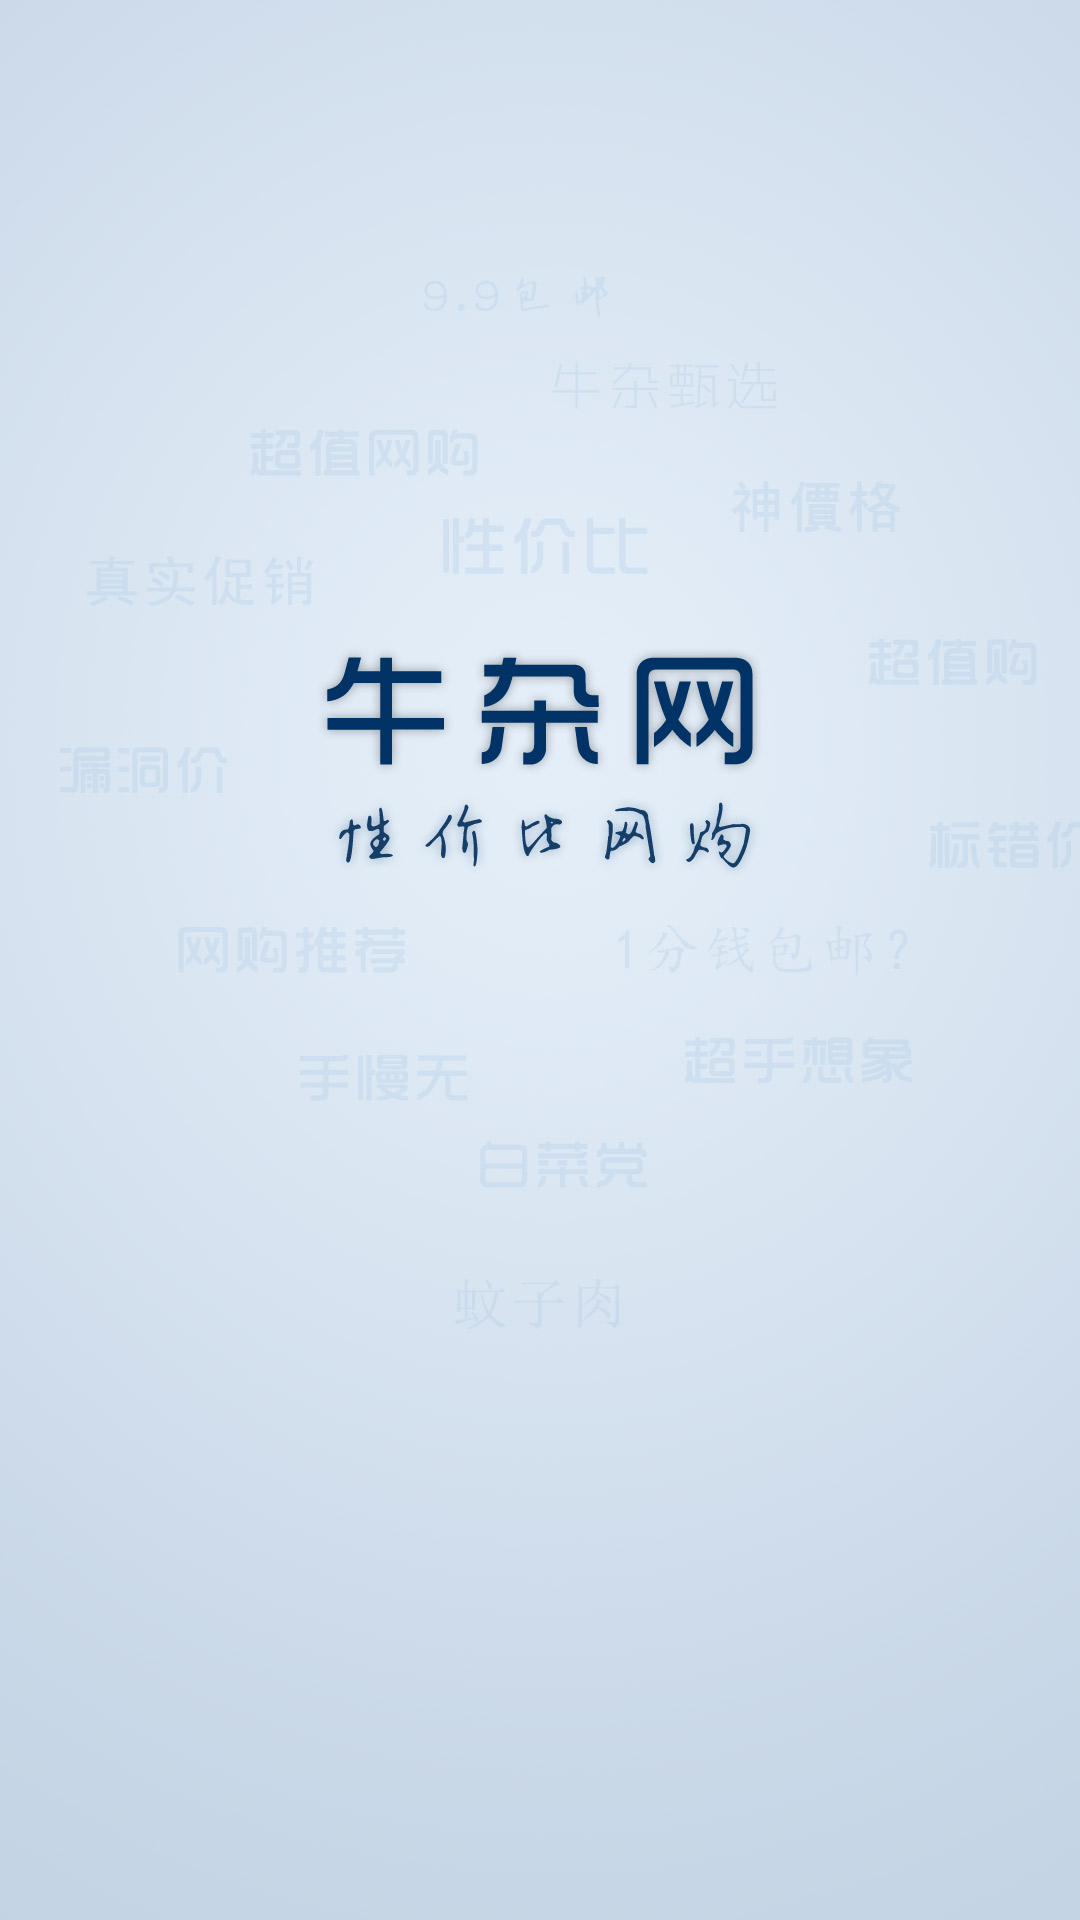 9.9包邮
牛杂甄选
超值网购
神價格
性价比
真实促销
超值购
牛杂网
漏洞价
性价比网购
标错价
网购推荐
1分钱包邮?
超乎想象
手慢无
白菜党
蚊子肉